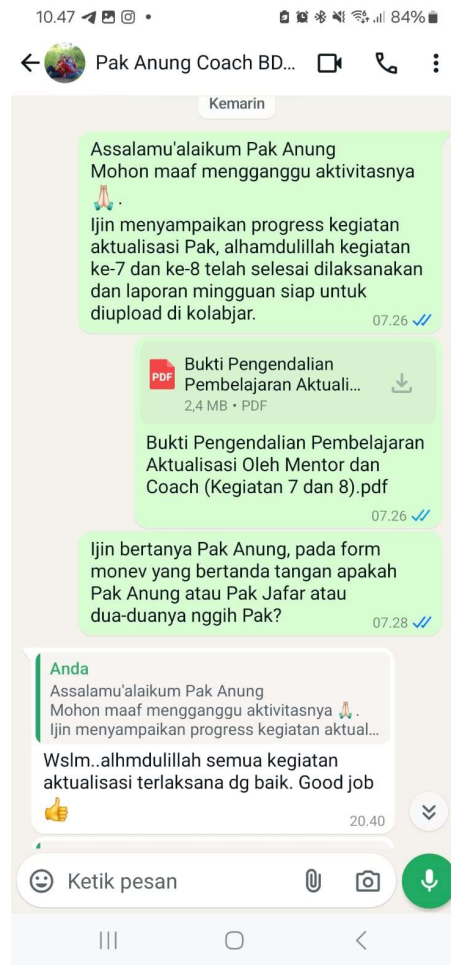 10.47
84%
Pak Anung Coach BD...
Kemarin
Assalamu'alaikum Pak Anung
Mohon maaf mengganggu aktivitasnya
🙏🏻.
Ijin menyampaikan progress kegiatan
aktualisasi Pak, alhamdulillah kegiatan
ke-7 dan ke-8 telah selesai dilaksanakan
dan laporan mingguan siap untuk
diupload di kolabjar.
07.26
PDF
Bukti Pengendalian
Pembelajaran Aktuali...
2,4 MB • PDF
Bukti Pengendalian Pembelajaran
Aktualisasi Oleh Mentor dan
Coach (Kegiatan 7 dan 8).pdf
07.26
Ijin bertanya Pak Anung, pada form
monev yang bertanda tangan apakah
Pak Anung atau Pak Jafar atau
dua-duanya nggih Pak?
07.28
Anda
Assalamu'alaikum Pak Anung
Mohon maaf mengganggu aktivitasnya 🙏🏻.
Ijin menyampaikan progress kegiatan aktual...
Wslm..alhmdulillah semua kegiatan
aktualisasi terlaksana dg baik. Good job
👍
20.40
Ketik pesan